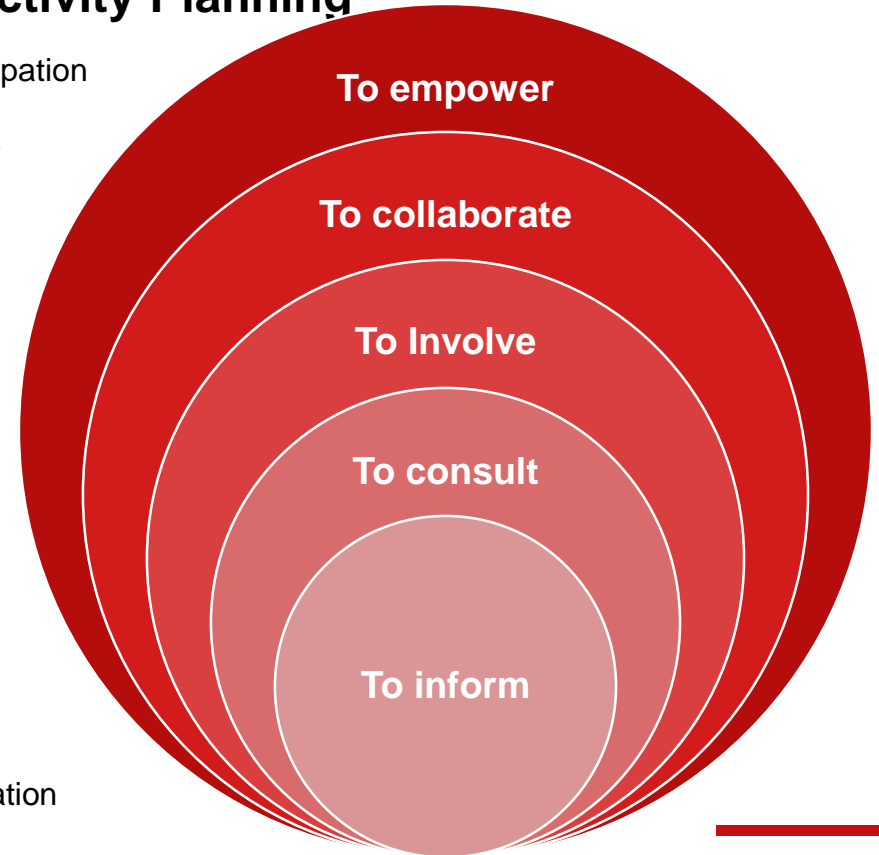 ctivity Planning
pation
To empower
To collaborate
To Involve
To consult
To inform
ation